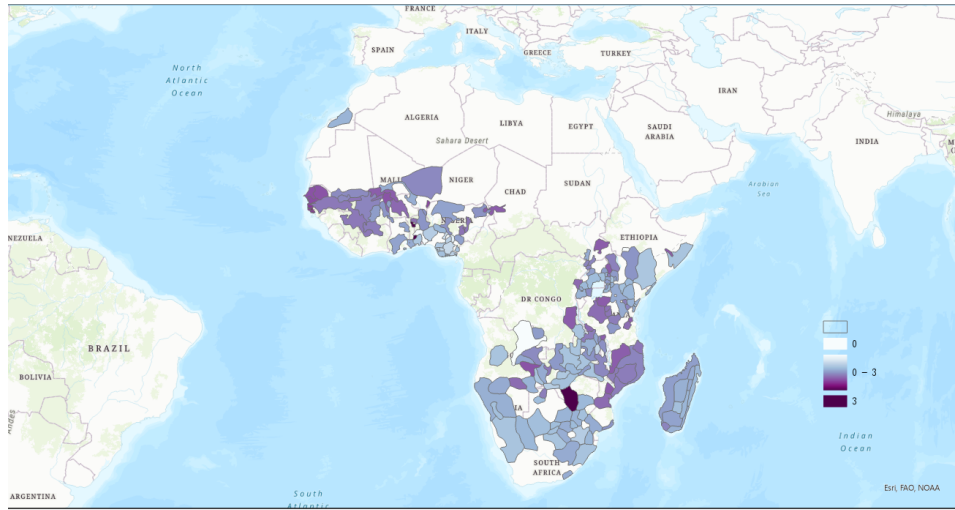 FRANCE
ITALY
SPAIN
GREECE
TURKEY
North
Atlantic
Ocean
IRAN
ALGERIA
LIBYA
EGYPT
SAUDI
ARABIA
Himalaya
Sahara Desert
INDIA
MALI
NIGER
CHAD
SUDAN
Arabian
Sea
NEZUELA
ETHIOPIA
DR CONGO
BRAZIL
BOLIVIA
0
0 - 3
3
Andes
SOUTH
AFRICA
Indian
Ocean
Esri, FAO, NOAA
ARGENTINA
South
Atlantic